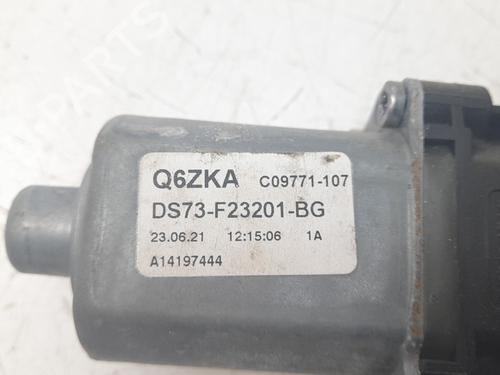 Q6ZKA C09771-107
DS73-F23201-BG
23.06.21 12:15:06 1A
A14197444